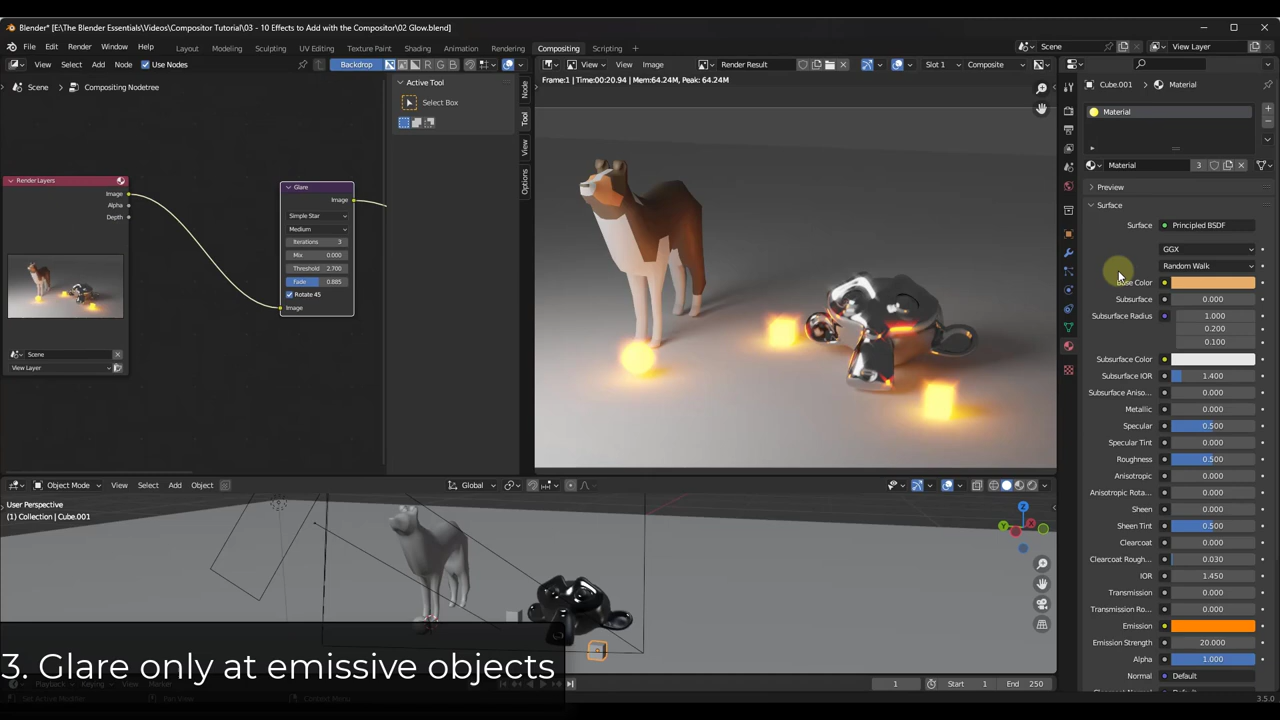 Blender* [E:\The Blender Essentials\Videos\Compositor Tutorial\03 - 10 Effects to Add with the Compositor\02 Glow.blend]
File Edit Render Window Help Layout Modeling Sculpting UV Editing Texture Paint Shading Animation Rendering Compositing Scripting + Scene View Layer
View Select Add Node Use Nodes Backdrop R G B View View Image Render Result Slot 1 Composite
Scene Compositing Nodetree
Active Tool
Select Box
Node
Tool
View
Options
Frame:1 | Time:00:20.94 | Mem:64.24M, Peak: 64.24M
Render Layers
Image
Alpha
Depth
Scene
View Layer
Glare
Image
Simple Star
Medium
Iterations 3
Mix 0.000
Threshold 2.700
Fade 0.885
Rotate 45
Image
Cube.001 Material
Material
Material 3
Preview
Surface
Surface Principled BSDF
GGX
Random Walk
Base Color
Subsurface 0.000
Subsurface Radius 1.000
0.200
0.100
Subsurface Color
Subsurface IOR 1.400
Subsurface Aniso... 0.000
Metallic 0.000
Specular 0.500
Specular Tint 0.000
Roughness 0.500
Anisotropic 0.000
Anisotropic Rota... 0.000
Sheen 0.000
Sheen Tint 0.500
Clearcoat 0.000
Clearcoat Rough... 0.030
IOR 1.450
Transmission 0.000
Transmission Ro... 0.000
Emission
Emission Strength 20.000
Alpha 1.000
Normal Default
Object Mode View Select Add Object Global
User Perspective
(1) Collection | Cube.001
Z
Y
X
3. Glare only at emissive objects
1 Start 1 End 250
3.5.0